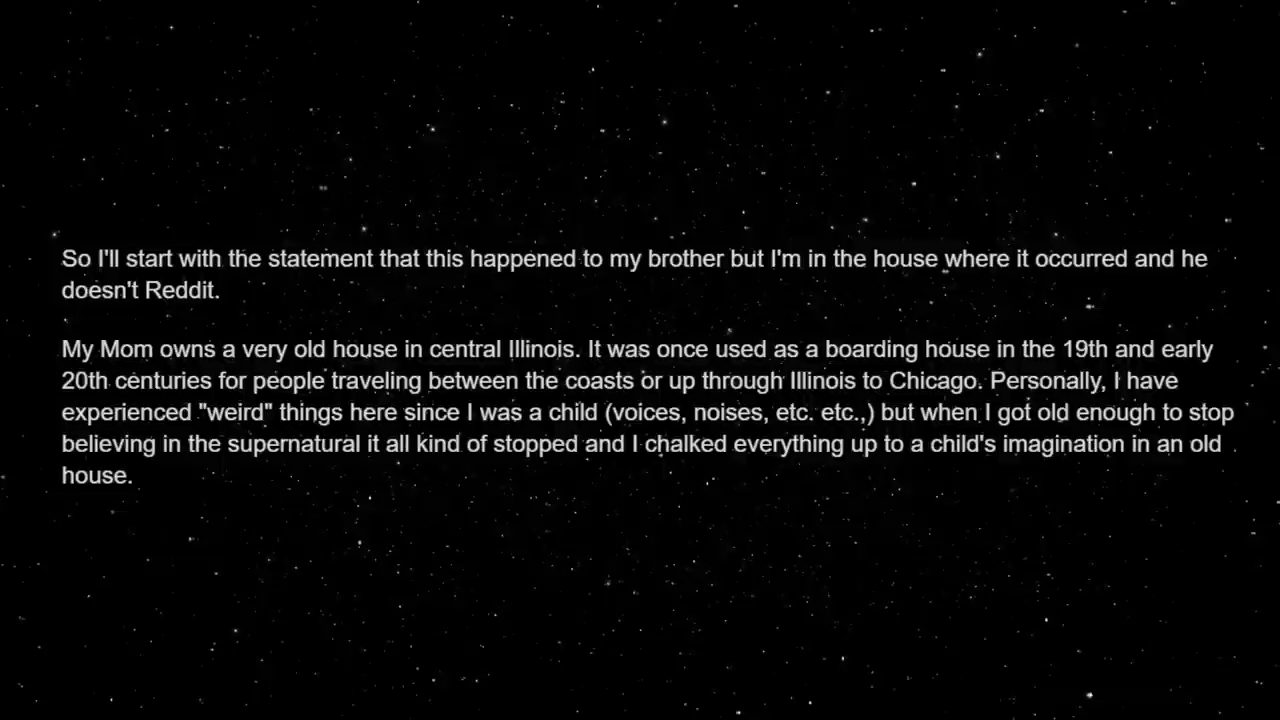 So I'll start with the statement that this happened to my brother but I'm in the house where it occurred and he
doesn't Reddit.
My Mom owns a very old house in central Illinois. It was once used as a boarding house in the 19th and early
20th centuries for people traveling between the coasts or up through Illinois to Chicago. Personally, I have
experienced "weird" things here since I was a child (voices, noises, etc. etc.,) but when I got old enough to stop
believing in the supernatural it all kind of stopped and I chalked everything up to a child's imagination in an old
house.